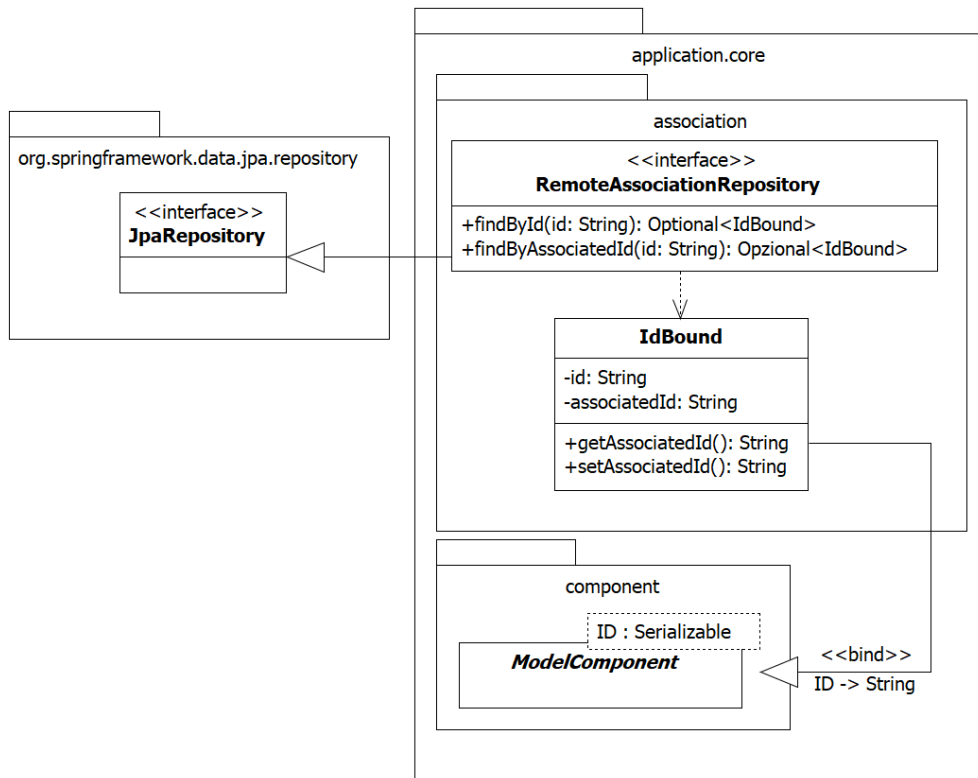 application.core
association
org.springframework.data.jpa.repository
<<interface>>
RemoteAssociationRepository
+findById(id: String): Optional<IdBound>
+findByAssociatedId(id: String): Opzional<IdBound>
<<interface>>
JpaRepository
IdBound
-id: String
-associatedId: String
+getAssociatedId(): String
+setAssociatedId(): String
component
ID : Serializable
ModelComponent
<<bind>>
ID -> String